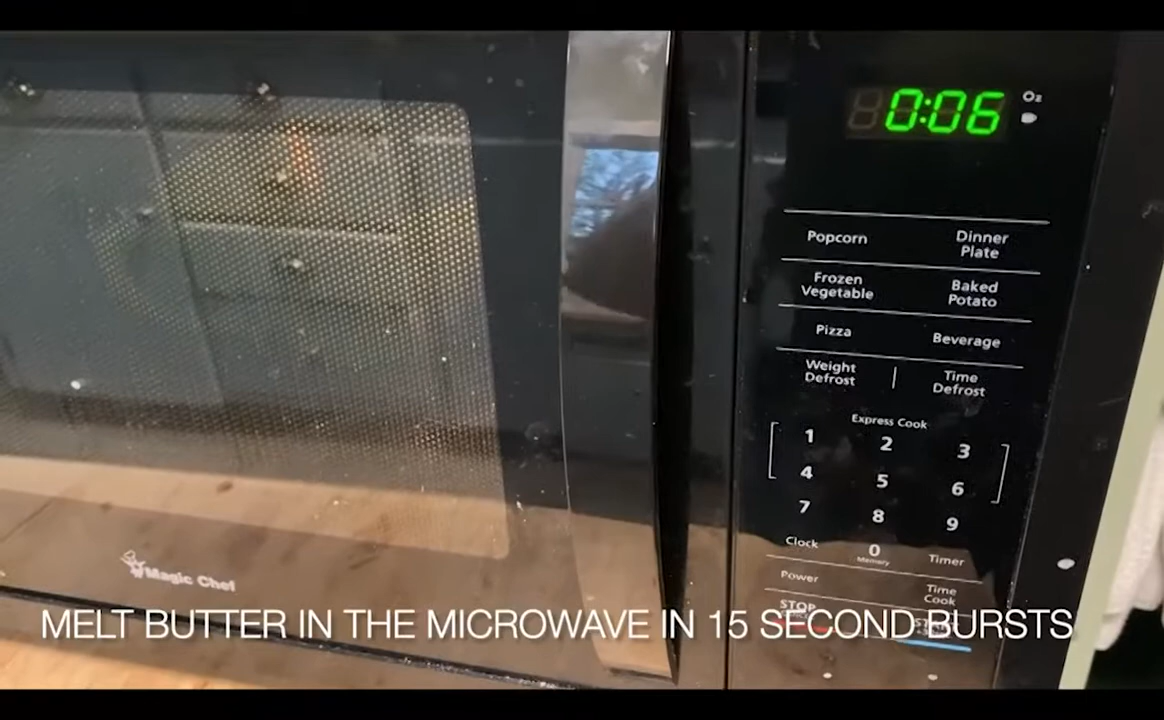 0:06 Oz
Popcorn Dinner Plate
Frozen Vegetable Baked Potato
Pizza Beverage
Weight Defrost Time Defrost
Express Cook
1 2 3
4 5 6
7 8 9
Clock 0 Timer
Memory
Power Time Cook
STOP
Magic Chef
MELT BUTTER IN THE MICROWAVE IN 15 SECOND BURSTS